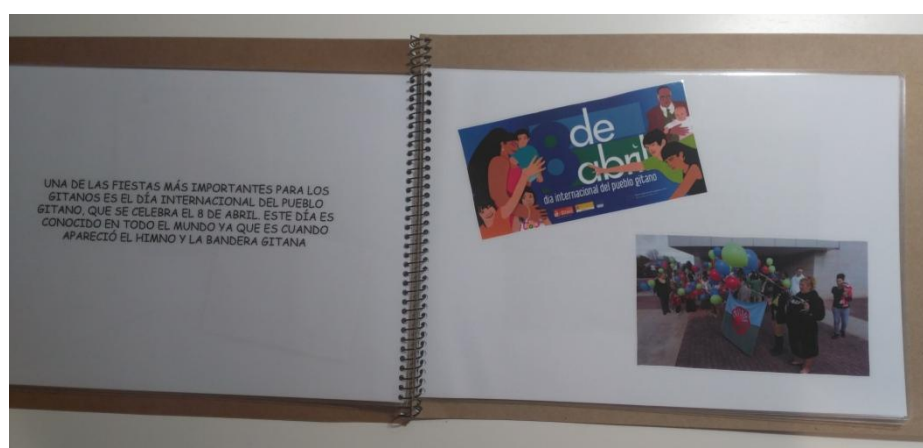 UNA DE LAS FIESTAS MÁS IMPORTANTES PARA LOS
GITANOS ES EL DÍA INTERNACIONAL DEL PUEBLO
GITANO, QUE SE CELEBRA EL 8 DE ABRIL. ESTE DÍA ES
CONOCIDO EN TODO EL MUNDO YA QUE ES CUANDO
APARECIÓ EL HIMNO Y LA BANDERA GITANA
8 de
abril
día internacional del pueblo gitano